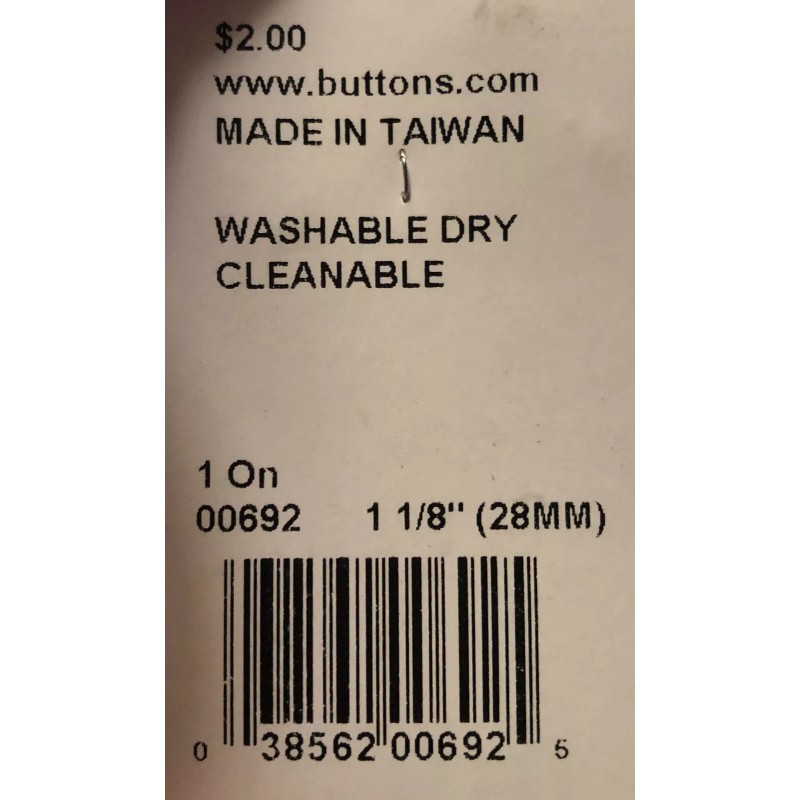 $2.00
www.buttons.com
MADE IN TAIWAN
WASHABLE DRY
CLEANABLE
1 On
00692 1 1/8" (28MM)
0 38562 00692 5